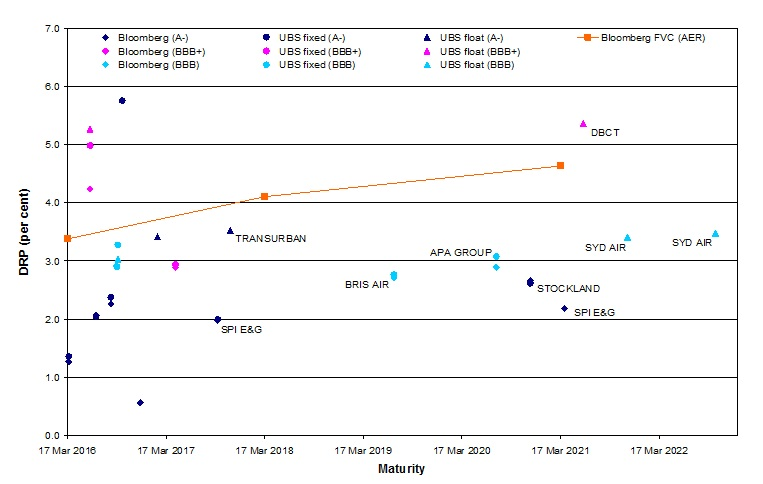 7.0
Bloomberg (A-) UBS fixed (A-) UBS float (A-) Bloomberg FVC (AER)
Bloomberg (BBB+) UBS fixed (BBB+) UBS float (BBB+)
Bloomberg (BBB) UBS fixed (BBB) UBS float (BBB)
6.0
5.0
DBCT
4.0
DRP (per cent)
TRANSURBAN
SYD AIR
SYD AIR
APA GROUP
3.0
BRIS AIR
STOCKLAND
SPI E&G
SPI E&G
2.0
1.0
0.0
17 Mar 2016 17 Mar 2017 17 Mar 2018 17 Mar 2019 17 Mar 2020 17 Mar 2021 17 Mar 2022
Maturity